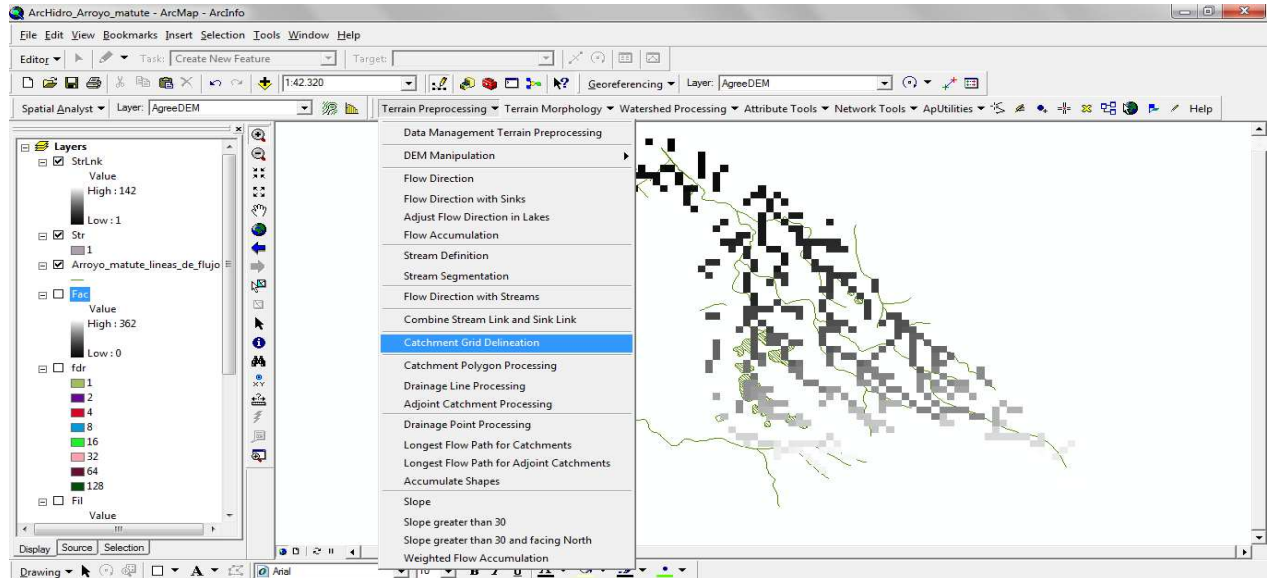 ArcHidro_Arroyo_matute - ArcMap - ArcInfo
File Edit View Bookmarks Insert Selection Tools Window Help
Editor Task: Create New Feature Target:
1:42.320 Georeferencing Layer: AgreeDEM
Spatial Analyst Layer: AgreeDEM Terrain Preprocessing Terrain Morphology Watershed Processing Attribute Tools Network Tools ApUtilities Help
Layers
StrLnk
Value
High : 142
Low : 1
Str
1
Arroyo_matute_lineas_de_flujo
Fac
Value
High : 362
Low : 0
fdr
1
2
4
8
16
32
64
128
Fil
Value
Display Source Selection
Data Management Terrain Preprocessing
DEM Manipulation
Flow Direction
Flow Direction with Sinks
Adjust Flow Direction in Lakes
Flow Accumulation
Stream Definition
Stream Segmentation
Flow Direction with Streams
Combine Stream Link and Sink Link
Catchment Grid Delineation
Catchment Polygon Processing
Drainage Line Processing
Adjoint Catchment Processing
Drainage Point Processing
Longest Flow Path for Catchments
Longest Flow Path for Adjoint Catchments
Accumulate Shapes
Slope
Slope greater than 30
Slope greater than 30 and facing North
Weighted Flow Accumulation
Drawing A Arial 10 B I U A